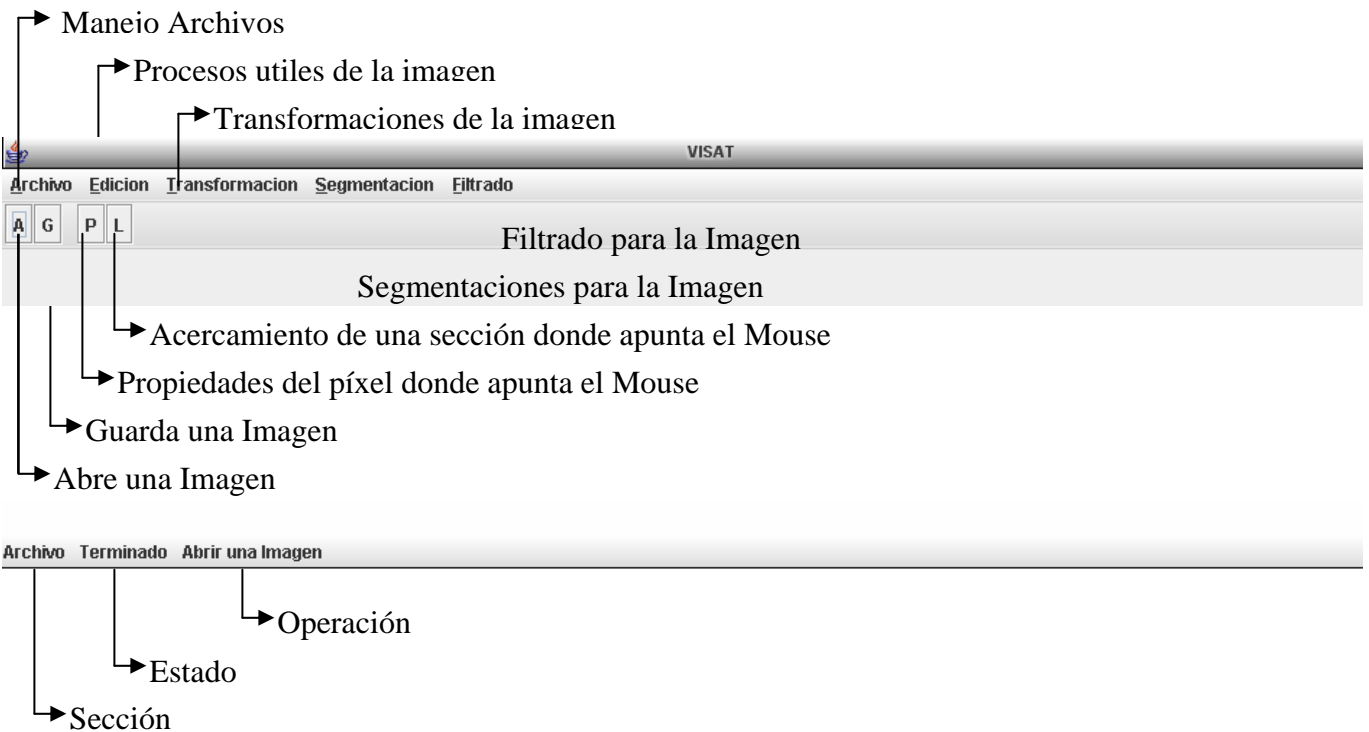 Manejo Archivos
Procesos utiles de la imagen
Transformaciones de la imagen
VISAT
Archivo Edicion Transformacion Segmentacion Filtrado
A G P L
Filtrado para la Imagen
Segmentaciones para la Imagen
Acercamiento de una sección donde apunta el Mouse
Propiedades del píxel donde apunta el Mouse
Guarda una Imagen
Abre una Imagen
Archivo Terminado Abrir una Imagen
Operación
Estado
Sección